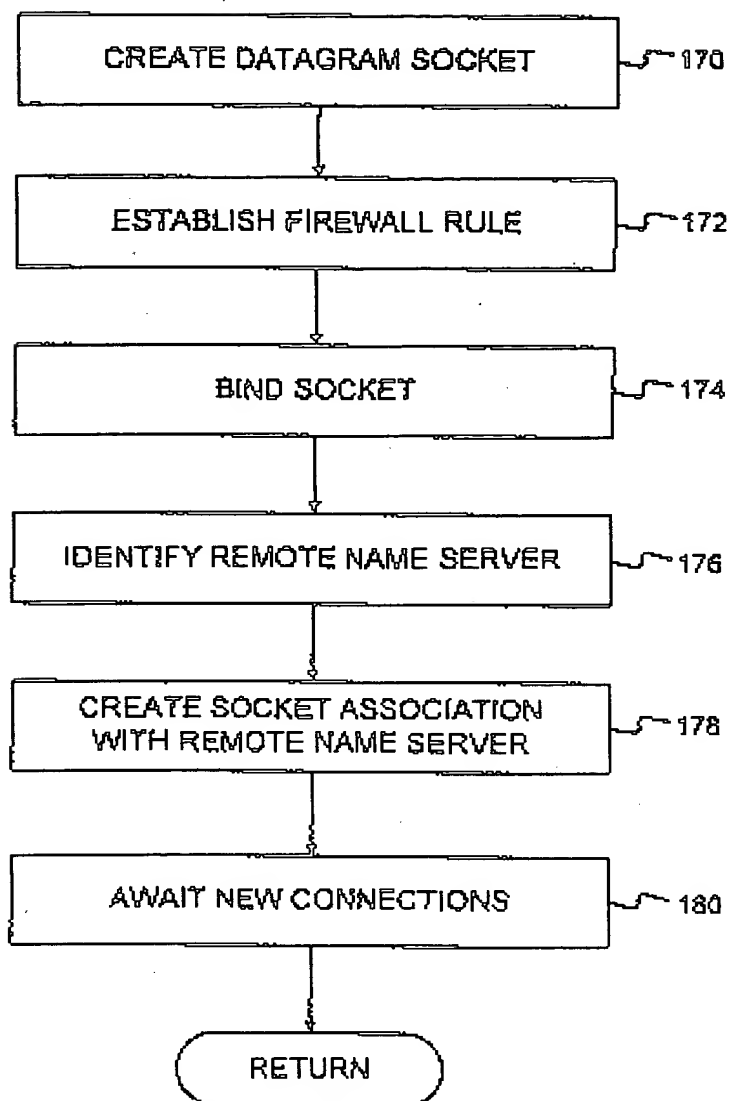 CREATE DATAGRAM SOCKET
170
ESTABLISH FIREWALL RULE
172
BIND SOCKET
174
IDENTIFY REMOTE NAME SERVER
176
CREATE SOCKET ASSOCIATION
WITH REMOTE NAME SERVER
178
AWAIT NEW CONNECTIONS
180
RETURN